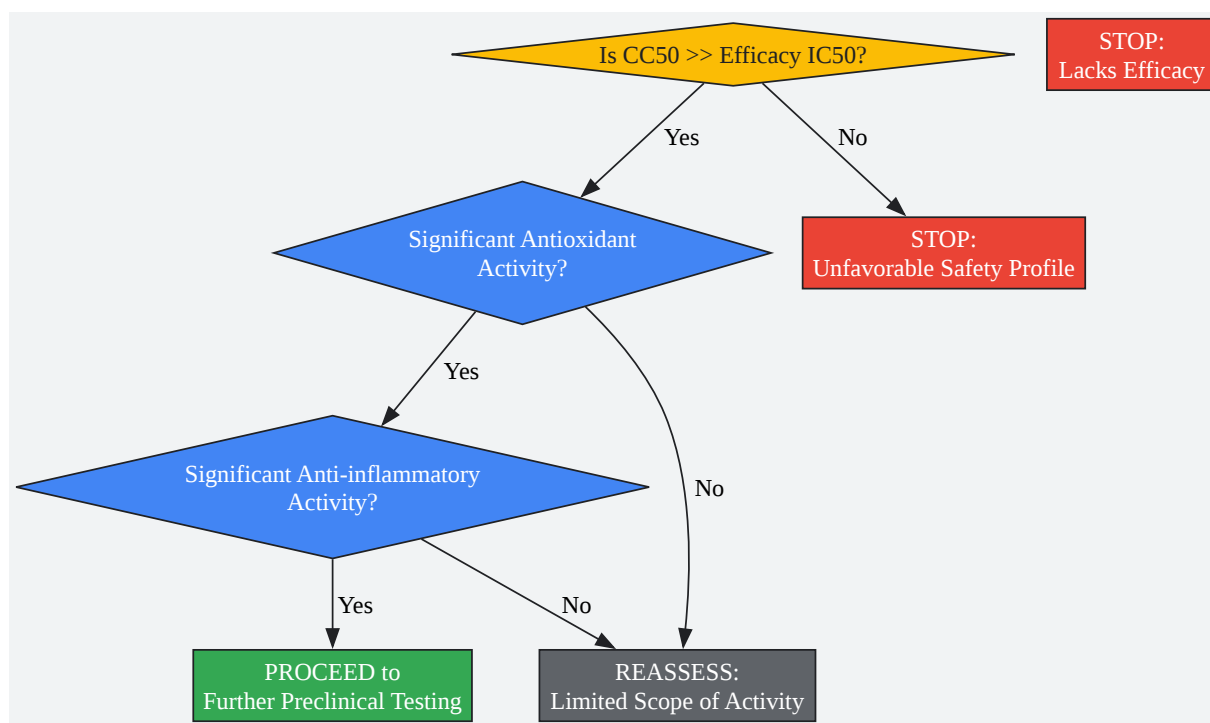 Is CC50 >> Efficacy IC50?
STOP:
Lacks Efficacy
Yes
No
Significant Antioxidant
Activity?
STOP:
Unfavorable Safety Profile
Yes
Significant Anti-inflammatory
Activity?
No
Yes
No
PROCEED to
Further Preclinical Testing
REASSESS:
Limited Scope of Activity